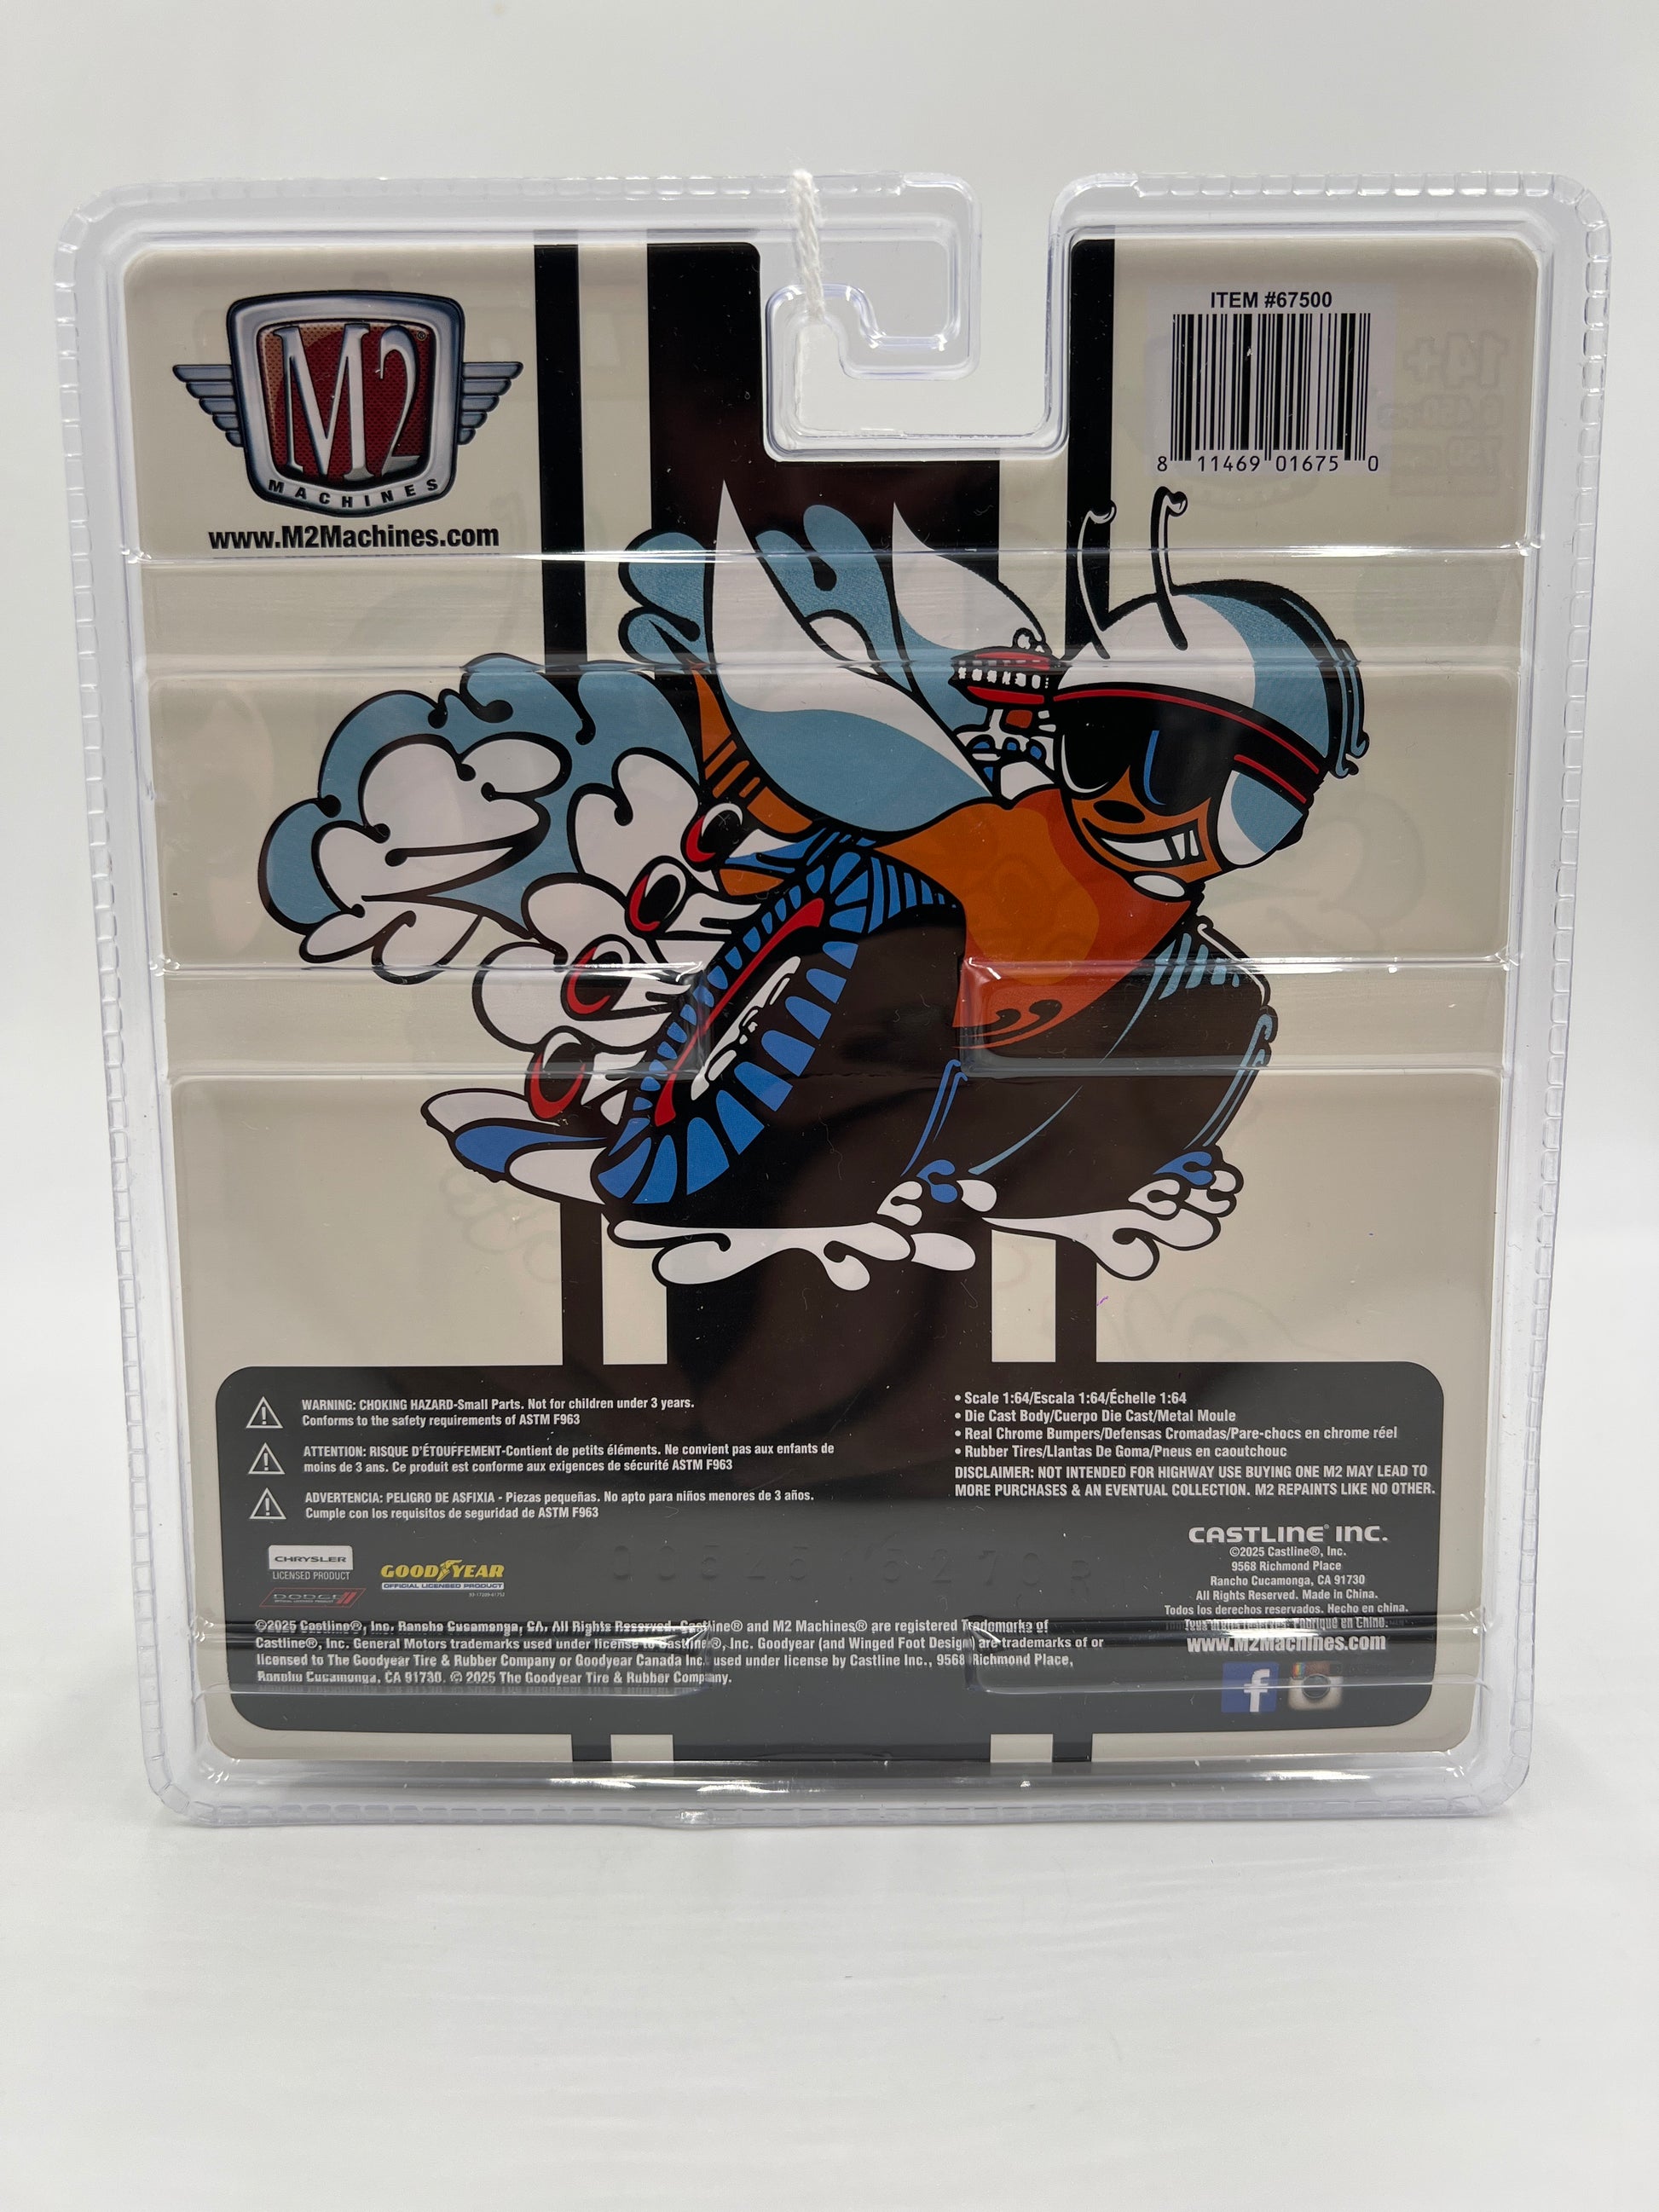 M2
MACHINES
www.M2Machines.com
ITEM #67500
8 11469 01675 0
14+
WARNING: CHOKING HAZARD-Small Parts. Not for children under 3 years.
Conforms to the safety requirements of ASTM F963
ATTENTION: RISQUE D'ÉTOUFFEMENT-Contient de petits éléments. Ne convient pas aux enfants de
moins de 3 ans. Ce produit est conforme aux exigences de sécurité ASTM F963
ADVERTENCIA: PELIGRO DE ASFIXIA - Piezas pequeñas. No apto para niños menores de 3 años.
Cumple con los requisitos de seguridad de ASTM F963
CHRYSLER
LICENSED PRODUCT
DODGE
GOODYEAR
OFFICIAL LICENSED PRODUCT
©2025 Castline®, Inc. Rancho Cucamonga, CA. All Rights Reserved. Castline® and M2 Machines® are registered Trademarks of
Castline®, Inc. General Motors trademarks used under license to Castline®, Inc. Goodyear (and Winged Foot Design) are trademarks of or
licensed to The Goodyear Tire & Rubber Company or Goodyear Canada Inc. used under license by Castline Inc., 9568 Richmond Place,
Rancho Cucamonga, CA 91730. © 2025 The Goodyear Tire & Rubber Company.
• Scale 1:64/Escala 1:64/Échelle 1:64
• Die Cast Body/Cuerpo Die Cast/Metal Moule
• Real Chrome Bumpers/Defensas Cromadas/Pare-chocs en chrome réel
• Rubber Tires/Llantas De Goma/Pneus en caoutchouc
DISCLAIMER: NOT INTENDED FOR HIGHWAY USE BUYING ONE M2 MAY LEAD TO
MORE PURCHASES & AN EVENTUAL COLLECTION. M2 REPAINTS LIKE NO OTHER.
CASTLINE® INC.
©2025 Castline®, Inc.
9568 Richmond Place
Rancho Cucamonga, CA 91730
All Rights Reserved. Made in China.
Todos los derechos reservados. Hecho en china.
Tous droits réservés. Fabriqué en Chine.
www.M2Machines.com
f